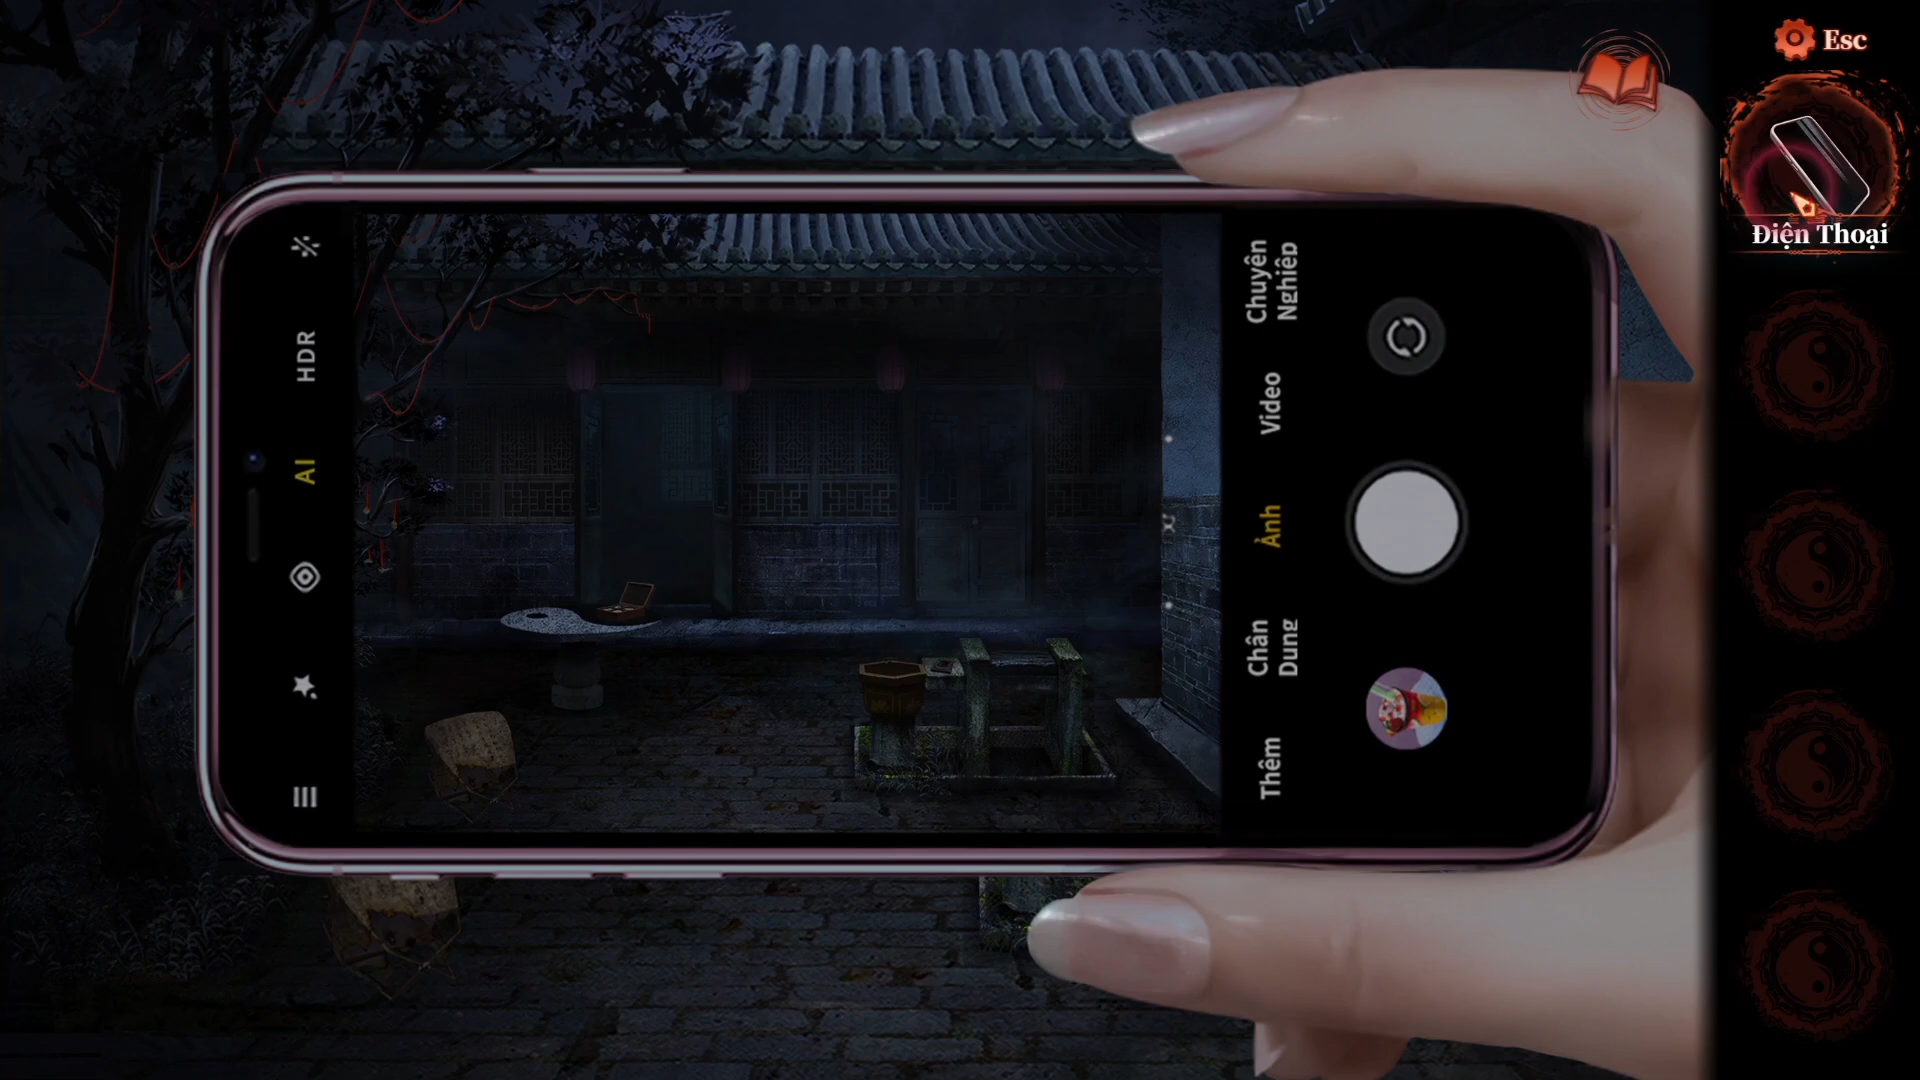 Esc
Điện Thoại
HDR
AI
Chuyên
Nghiệp
Video
Ảnh
Chân
Dung
Thêm